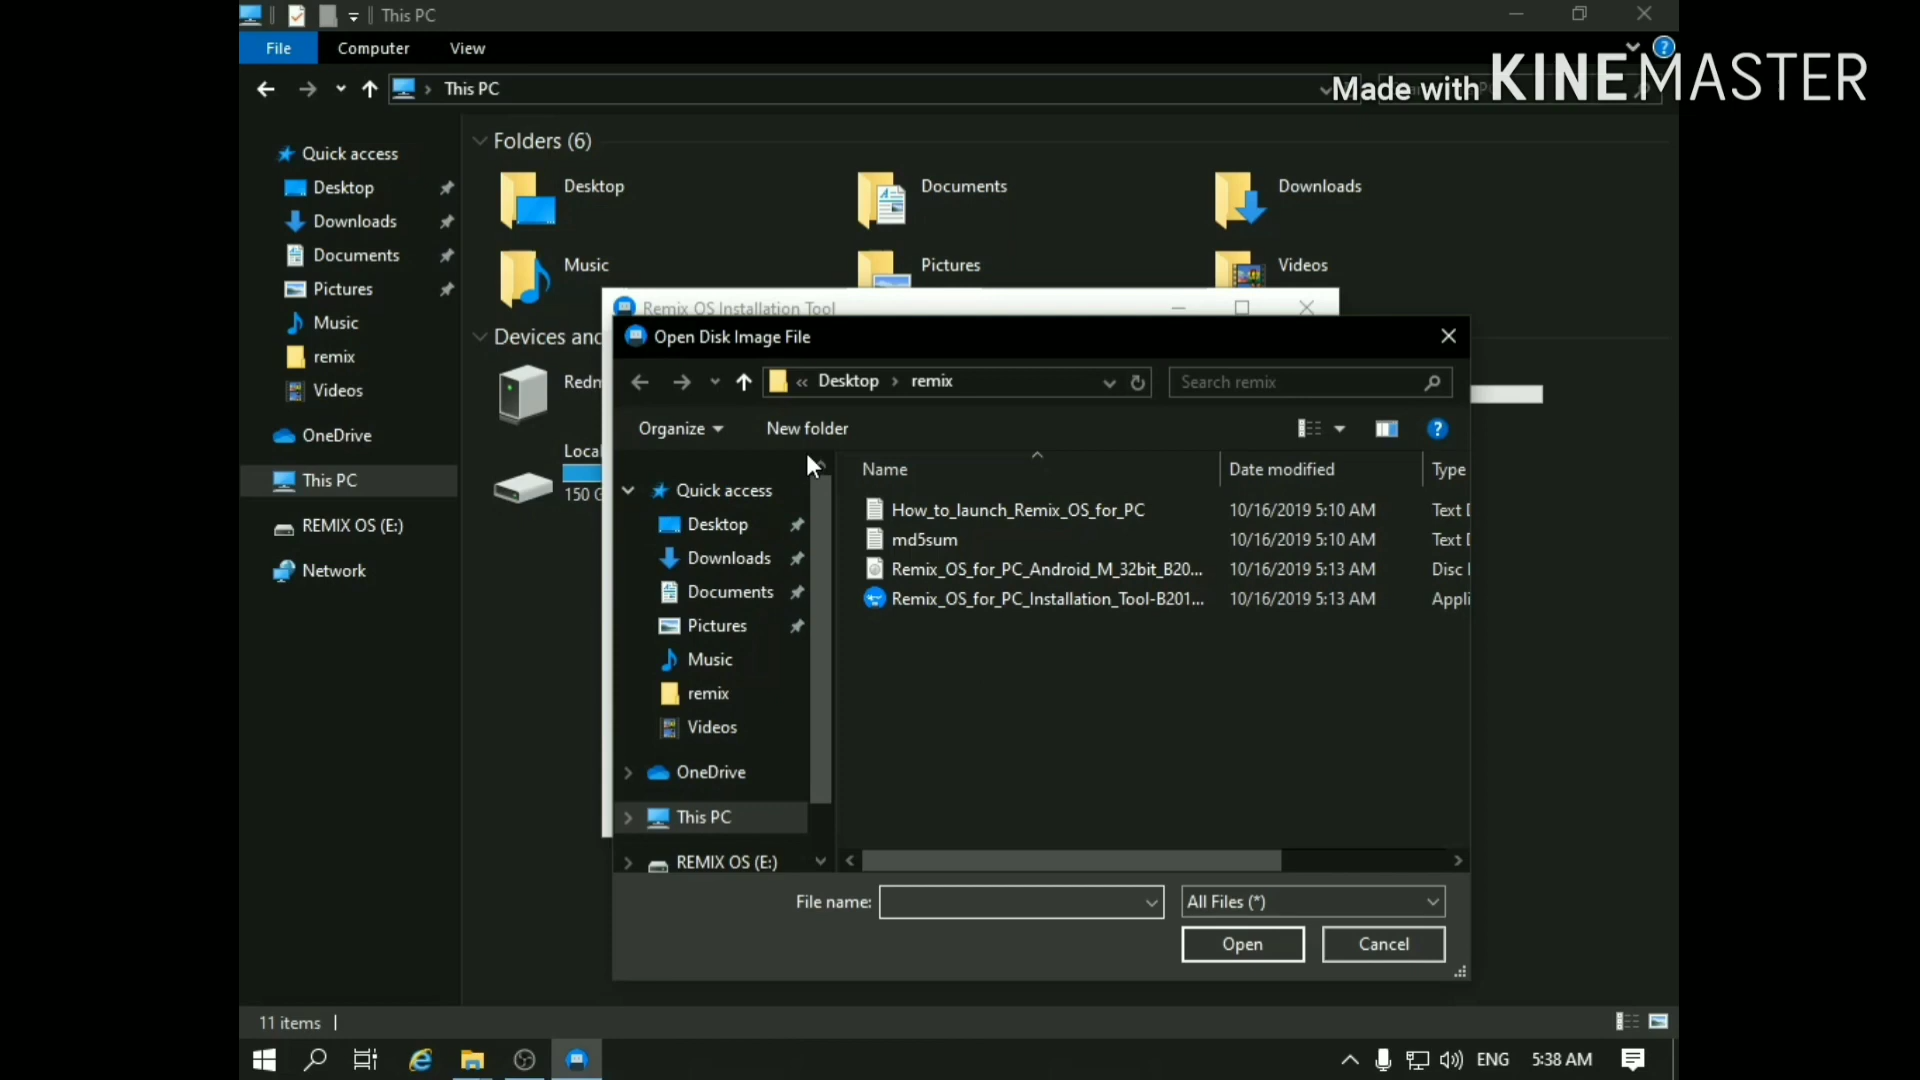 This PC
File
Computer
View
This PC
Made with KINEMASTER
Quick access
Desktop
Downloads
Documents
Pictures
Music
remix
Videos
OneDrive
This PC
REMIX OS (E:)
Network
Folders (6)
Desktop
Documents
Downloads
Music
Pictures
Videos
Devices and
Redn
Local
150 G
Remix OS Installation Tool
Open Disk Image File
« Desktop › remix
Search remix
Organize
New folder
Quick access
Desktop
Downloads
Documents
Pictures
Music
remix
Videos
OneDrive
This PC
REMIX OS (E:)
Name Date modified Type
How_to_launch_Remix_OS_for_PC 10/16/2019 5:10 AM Text
md5sum 10/16/2019 5:10 AM Text
Remix_OS_for_PC_Android_M_32bit_B20... 10/16/2019 5:13 AM Disc
Remix_OS_for_PC_Installation_Tool-B201... 10/16/2019 5:13 AM Appli
File name:
All Files (*)
Open
Cancel
11 items
ENG
5:38 AM